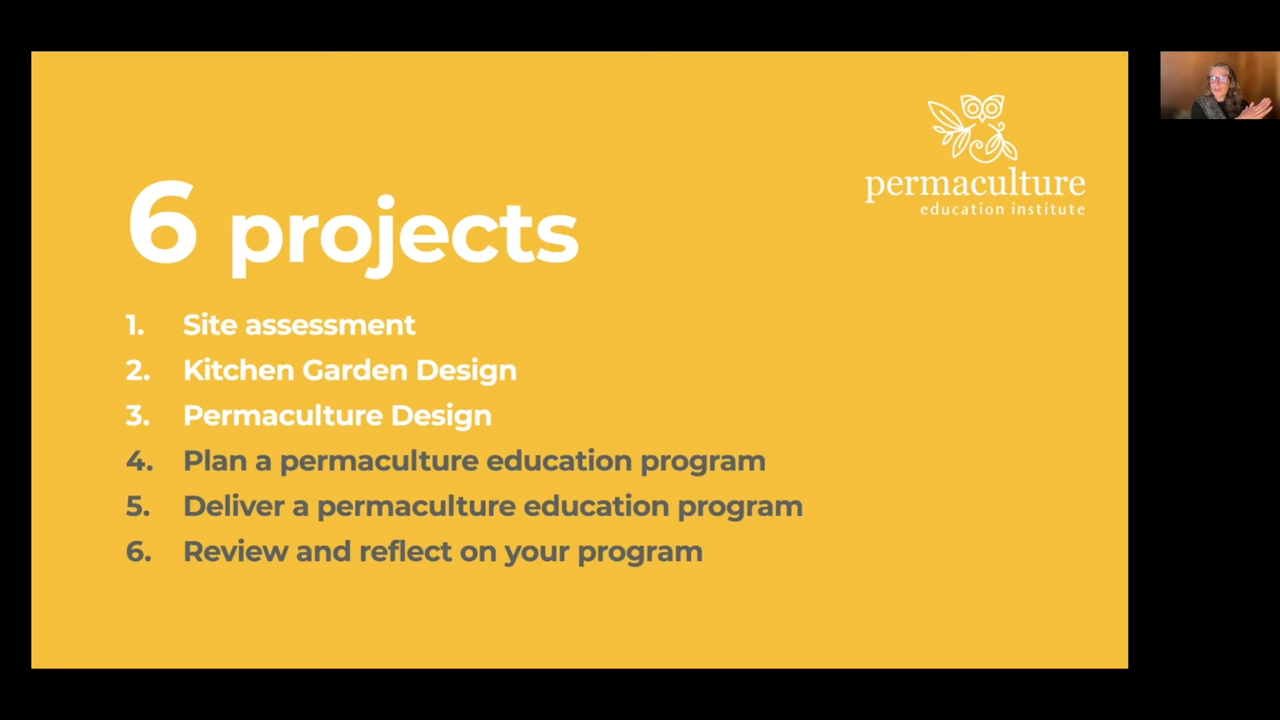 permaculture
education institute
6 projects
1. Site assessment
2. Kitchen Garden Design
3. Permaculture Design
4. Plan a permaculture education program
5. Deliver a permaculture education program
6. Review and reflect on your program